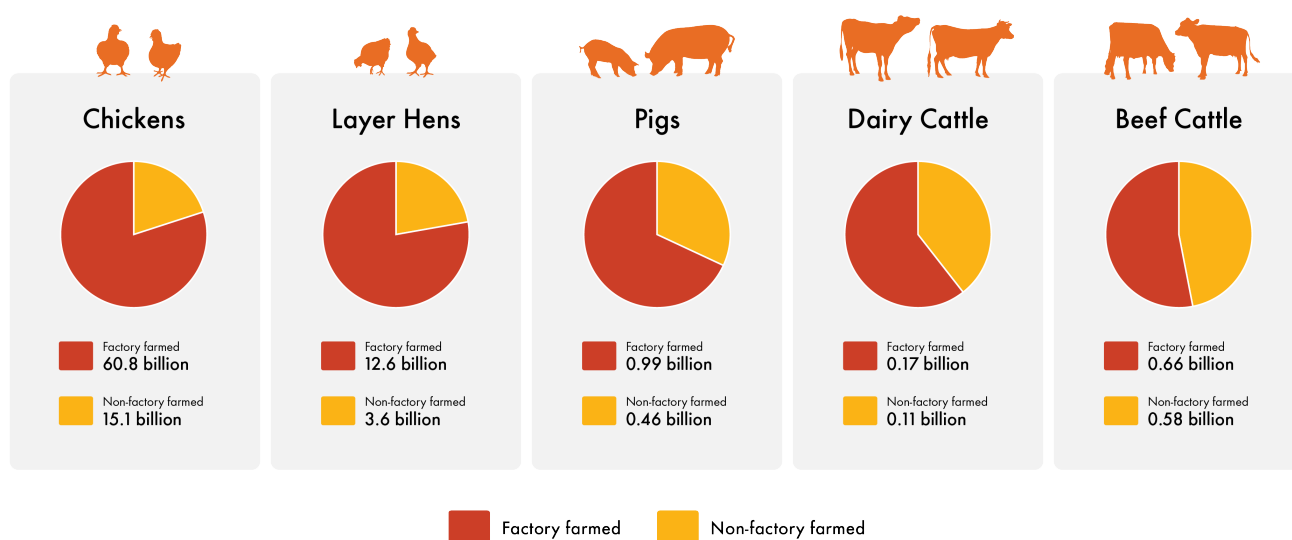 Chickens
Factory farmed
60.8 billion
Non-factory farmed
15.1 billion
Layer Hens
Factory farmed
12.6 billion
Non-factory farmed
3.6 billion
Pigs
Factory farmed
0.99 billion
Non-factory farmed
0.46 billion
Dairy Cattle
Factory farmed
0.17 billion
Non-factory farmed
0.11 billion
Beef Cattle
Factory farmed
0.66 billion
Non-factory farmed
0.58 billion
Factory farmed
Non-factory farmed